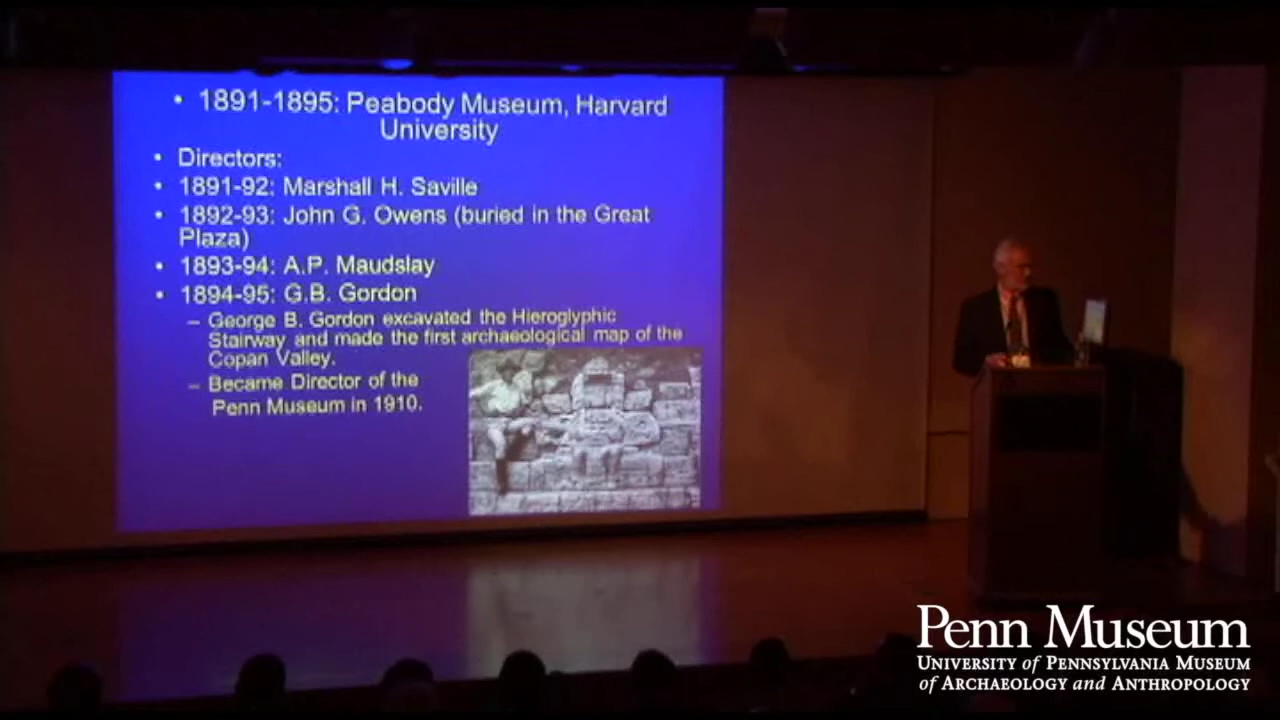 • 1891-1895: Peabody Museum, Harvard
University
• Directors:
• 1891-92: Marshall H. Saville
• 1892-93: John G. Owens (buried in the Great
Plaza)
• 1893-94: A.P. Maudslay
• 1894-95: G.B. Gordon
– George B. Gordon excavated the Hieroglyphic
Stairway and made the first archaeological map of the
Copan Valley.
– Became Director of the
Penn Museum in 1910.
Penn Museum
UNIVERSITY of PENNSYLVANIA MUSEUM
of ARCHAEOLOGY and ANTHROPOLOGY